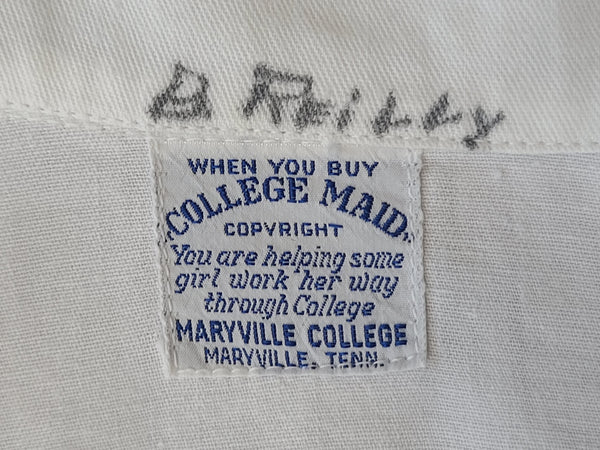 B Reilly
WHEN YOU BUY
"COLLEGE MAID"
COPYRIGHT
You are helping some
girl work her way
through College
MARYVILLE COLLEGE
MARYVILLE, TENN.